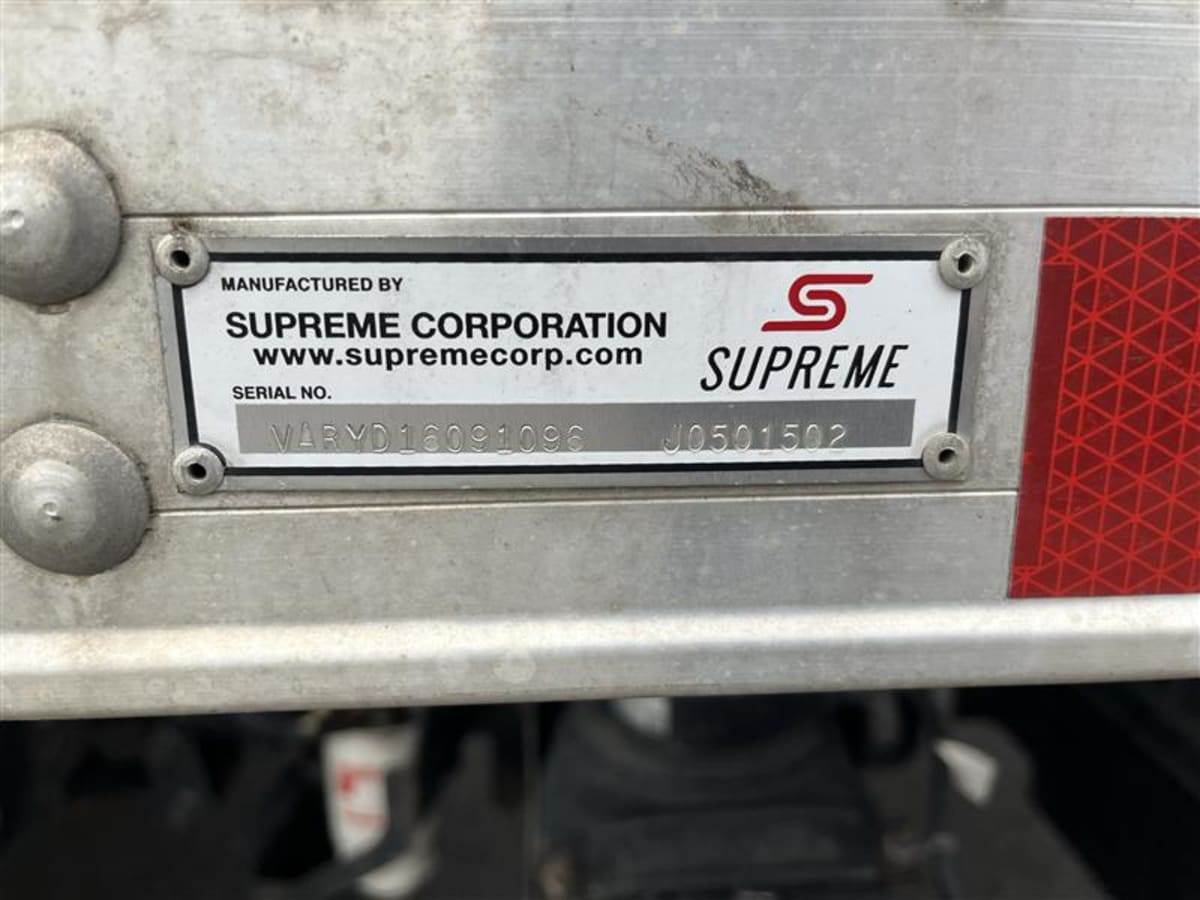 MANUFACTURED BY
SUPREME CORPORATION
www.supremecorp.com
SUPREME
SERIAL NO.
VARYD16091096 J0501502